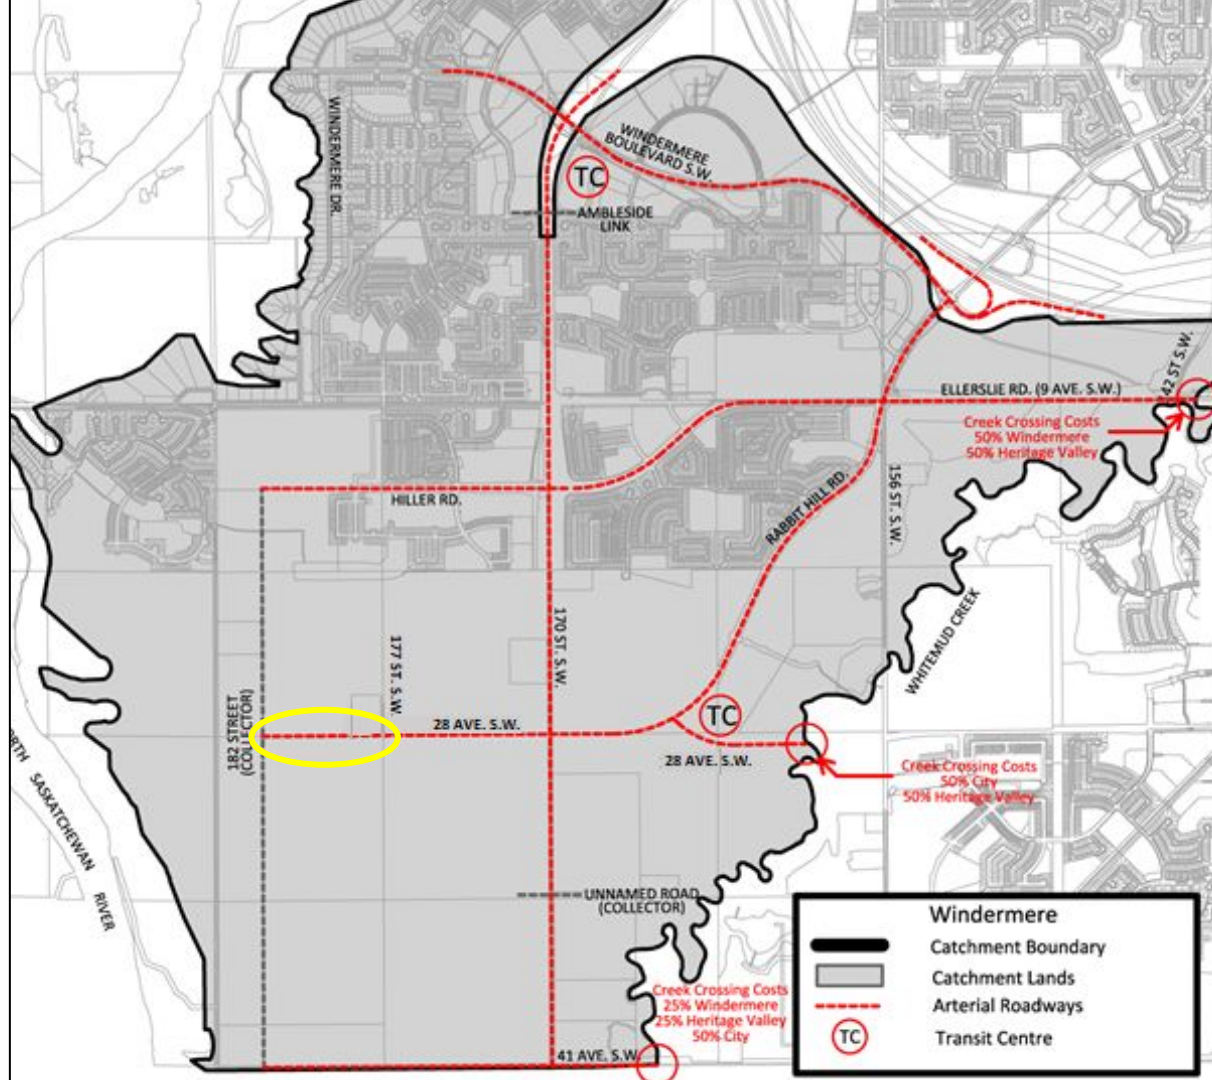 WINDERMERE DR.
WINDERMERE
BOULEVARD S.W.
TC
AMBLESIDE
LINK
ELLERSLIE RD. (9 AVE. S.W.)
42 ST S.W.
Creek Crossing Costs
50% Windermere
50% Heritage Valley
HILLER RD.
RABBIT HILL RD.
156 ST. S.W.
WHITEMUD CREEK
170 ST. S.W.
177 ST. S.W.
182 STREET
(COLLECTOR)
28 AVE. S.W.
TC
28 AVE. S.W.
Creek Crossing Costs
50% City
50% Heritage Valley
RTH SASKATCHEWAN RIVER
UNNAMED ROAD
(COLLECTOR)
Creek Crossing Costs
25% Windermere
25% Heritage Valley
50% City
41 AVE. S.W.
Windermere
Catchment Boundary
Catchment Lands
Arterial Roadways
TC Transit Centre